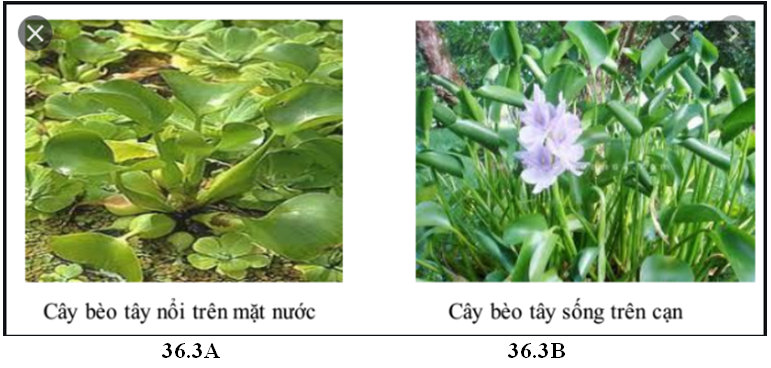 Cây bèo tây nổi trên mặt nước
Cây bèo tây sống trên cạn
36.3A
36.3B